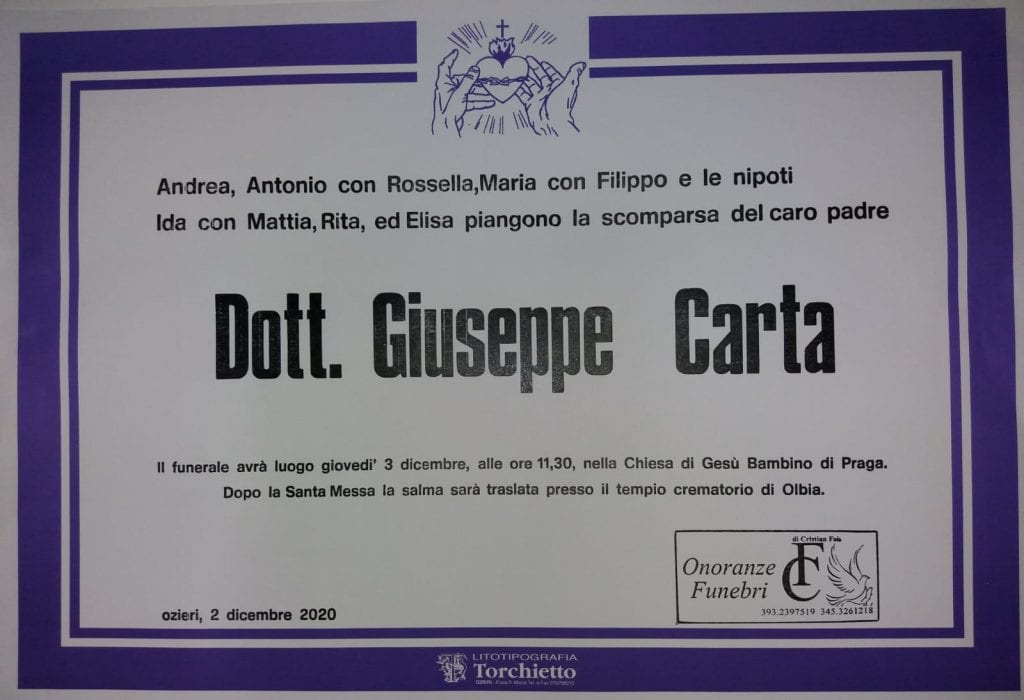 Andrea, Antonio con Rossella,Maria con Filippo e le nipoti
Ida con Mattia, Rita, ed Elisa piangono la scomparsa del caro padre
Dott. Giuseppe Carta
Il funerale avrà luogo giovedi' 3 dicembre, alle ore 11,30, nella Chiesa di Gesù Bambino di Praga.
Dopo la Santa Messa la salma sarà traslata presso il tempio crematorio di Olbia.
di Cristian Fois
Onoranze
Funebri
CF
393.2397519 345.3261218
ozieri, 2 dicembre 2020
LITOTIPOGRAFIA
Torchietto
OZIERI